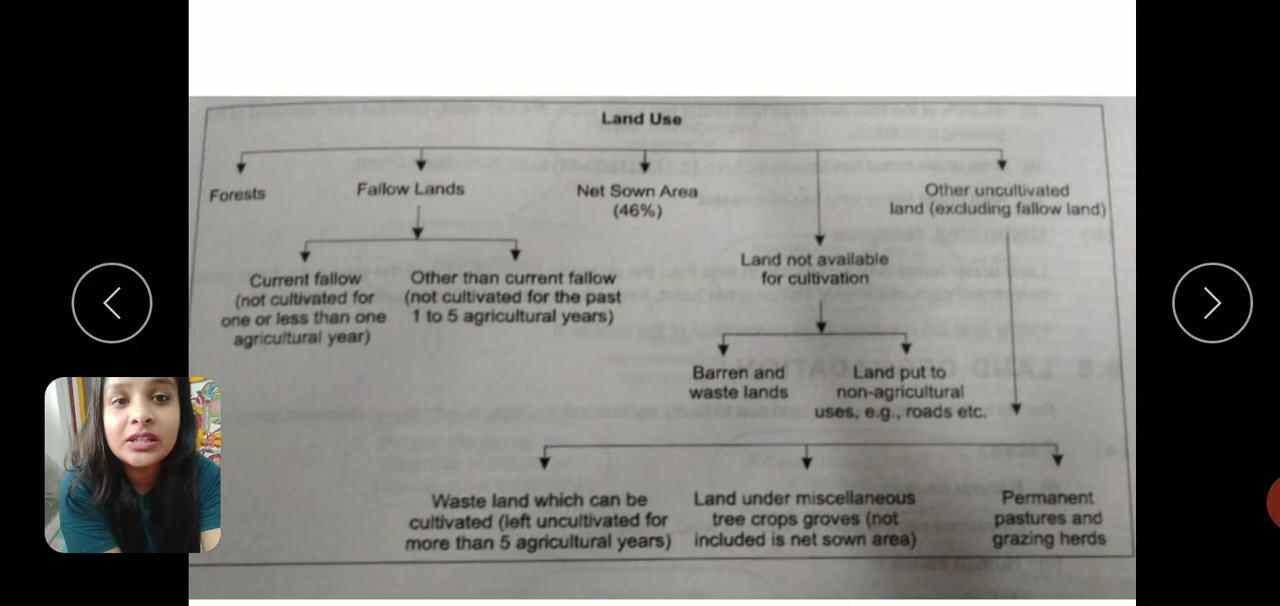 Land Use
Forests
Fallow Lands
Net Sown Area
(46%)
Other uncultivated
land (excluding fallow land)
Current fallow
(not cultivated for
one or less than one
agricultural year)
Other than current fallow
(not cultivated for the past
1 to 5 agricultural years)
Land not available
for cultivation
Barren and
waste lands
Land put to
non-agricultural
uses, e.g., roads etc.
Waste land which can be
cultivated (left uncultivated for
more than 5 agricultural years)
Land under miscellaneous
tree crops groves (not
included is net sown area)
Permanent
pastures and
grazing herds